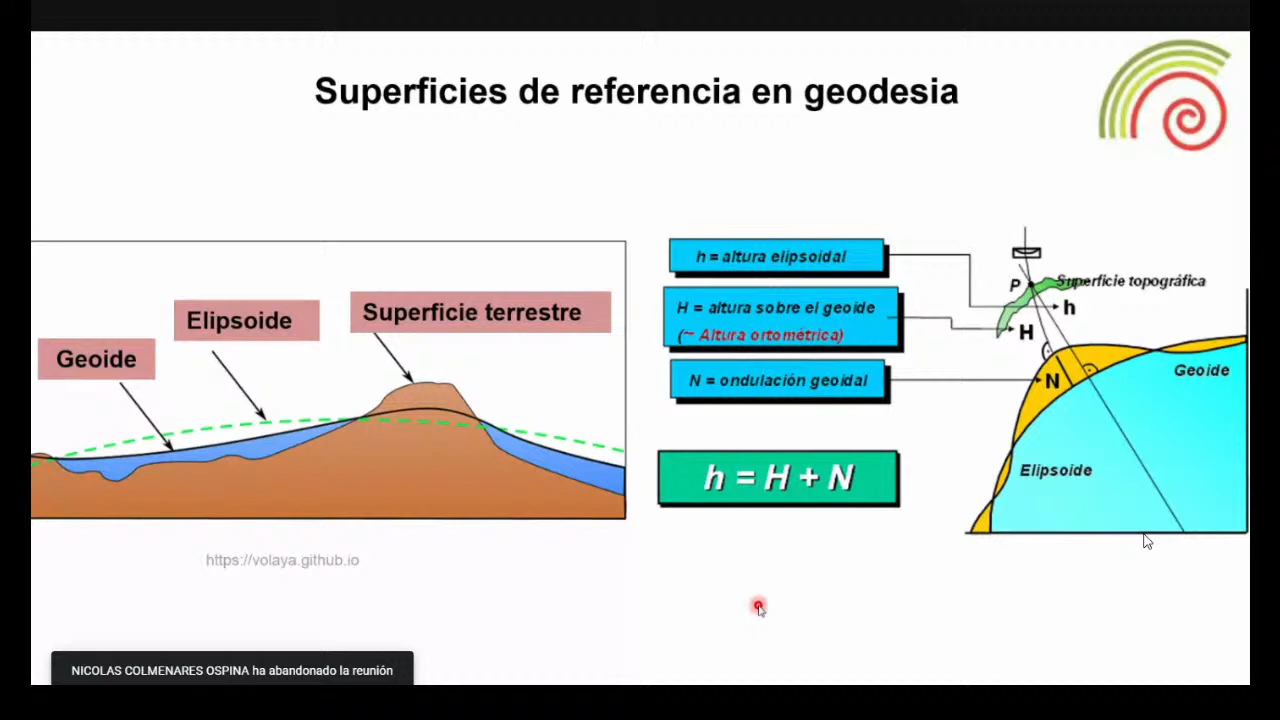 Superficies de referencia en geodesia
Geoide
Elipsoide
Superficie terrestre
https://volaya.github.io
h = altura elipsoidal
H = altura sobre el geoide
(~ Altura ortométrica)
N = ondulación geoidal
h = H + N
P
Superficie topográfica
h
H
N
Geoide
Elipsoide
NICOLAS COLMENARES OSPINA ha abandonado la reunión